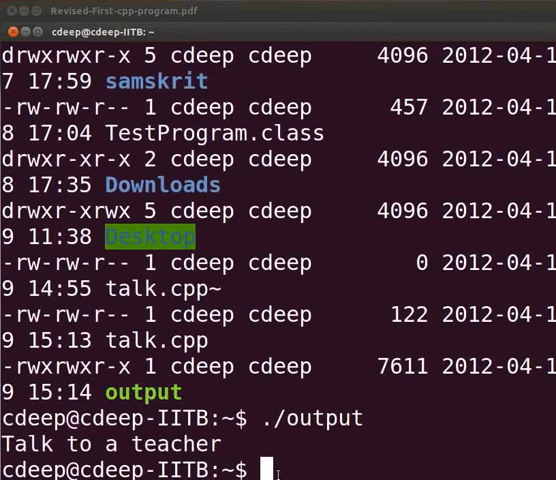 Revised-First-cpp-program.pdf
cdeep@cdeep-IITB: ~
drwxrwxr-x 5 cdeep cdeep 4096 2012-04-1
7 17:59 samskrit
-rw-rw-r-- 1 cdeep cdeep 457 2012-04-1
8 17:04 TestProgram.class
drwxr-xr-x 2 cdeep cdeep 4096 2012-04-1
8 17:35 Downloads
drwxr-xrwx 5 cdeep cdeep 4096 2012-04-1
9 11:38 Desktop
-rw-rw-r-- 1 cdeep cdeep 0 2012-04-1
9 14:55 talk.cpp~
-rw-rw-r-- 1 cdeep cdeep 122 2012-04-1
9 15:13 talk.cpp
-rwxrwxr-x 1 cdeep cdeep 7611 2012-04-1
9 15:14 output
cdeep@cdeep-IITB:~$ ./output
Talk to a teacher
cdeep@cdeep-IITB:~$